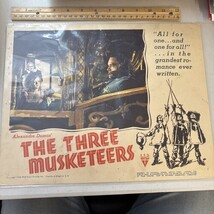 "All for
one...and
one for all!"
...in the
grandest ro-
mance ever
written.
Alexandre Dumas'
THE THREE
MUSKETEERS